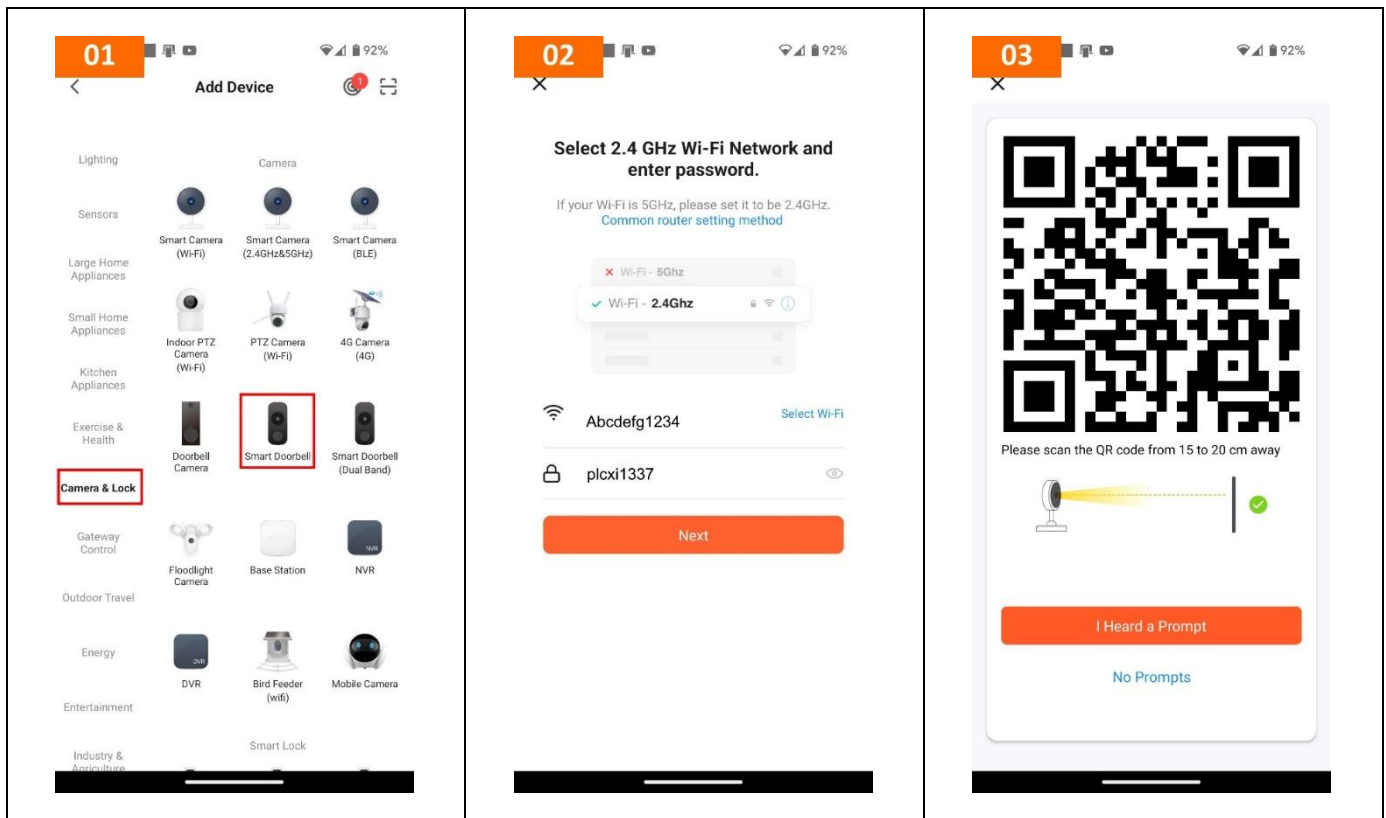 01
92%
Add Device
1
Lighting
Sensors
Large Home
Appliances
Small Home
Appliances
Kitchen
Appliances
Exercise &
Health
Camera & Lock
Gateway
Control
Outdoor Travel
Energy
Entertainment
Industry &
Agriculture
Camera
Smart Camera
(Wi-Fi)
Smart Camera
(2.4GHz&5GHz)
Smart Camera
(BLE)
Indoor PTZ
Camera
(Wi-Fi)
PTZ Camera
(Wi-Fi)
4G Camera
(4G)
Doorbell
Camera
Smart Doorbell
Smart Doorbell
(Dual Band)
Floodlight
Camera
Base Station
NVR
NVR
DVR
DVR
Bird Feeder
(wifi)
Mobile Camera
Smart Lock
02
92%
Select 2.4 GHz Wi-Fi Network and
enter password.
If your Wi-Fi is 5GHz, please set it to be 2.4GHz.
Common router setting method
Wi-Fi - 5Ghz
Wi-Fi - 2.4Ghz
Abcdefg1234
Select Wi-Fi
plcxi1337
Next
03
92%
Please scan the QR code from 15 to 20 cm away
I Heard a Prompt
No Prompts